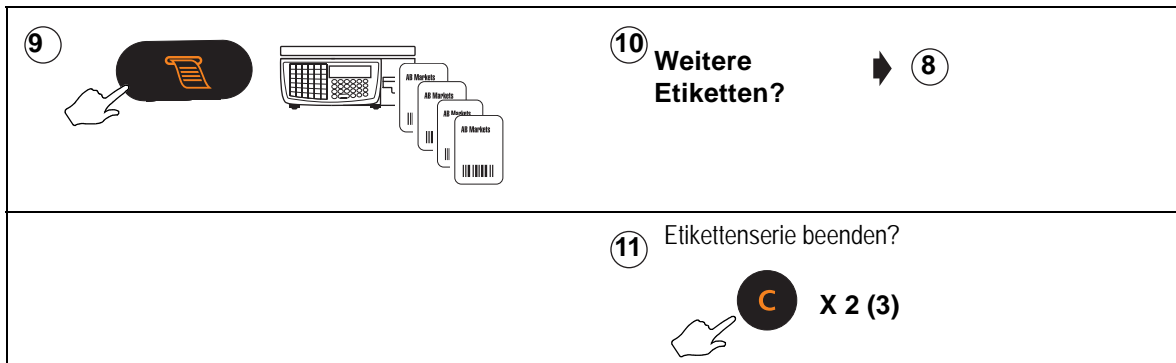 9
AB Markets
AB Markets
AB Markets
AB Markets
10
Weitere
Etiketten?
8
11
Etikettenserie beenden?
C
X 2 (3)